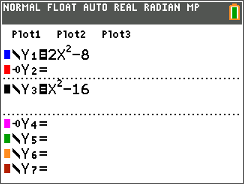 NORMAL FLOAT AUTO REAL RADIAN MP
Plot1 Plot2 Plot3
\Y₁=2X²-8
\Y₂=
\Y₃=X²-16
\Y₄=
\Y₅=
\Y₆=
\Y₇=